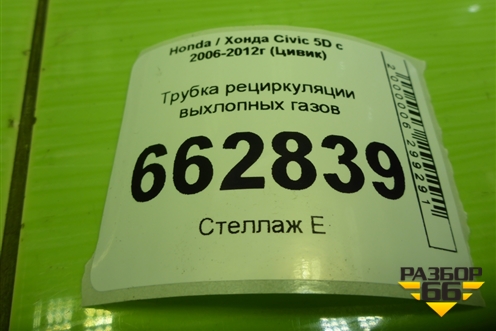 Honda / Хонда Civic 5D с
2006-2012г (Цивик)
Трубка рециркуляции
выхлопных газов
662839
Стеллаж Е
2000006299291
РАЗБОР
66